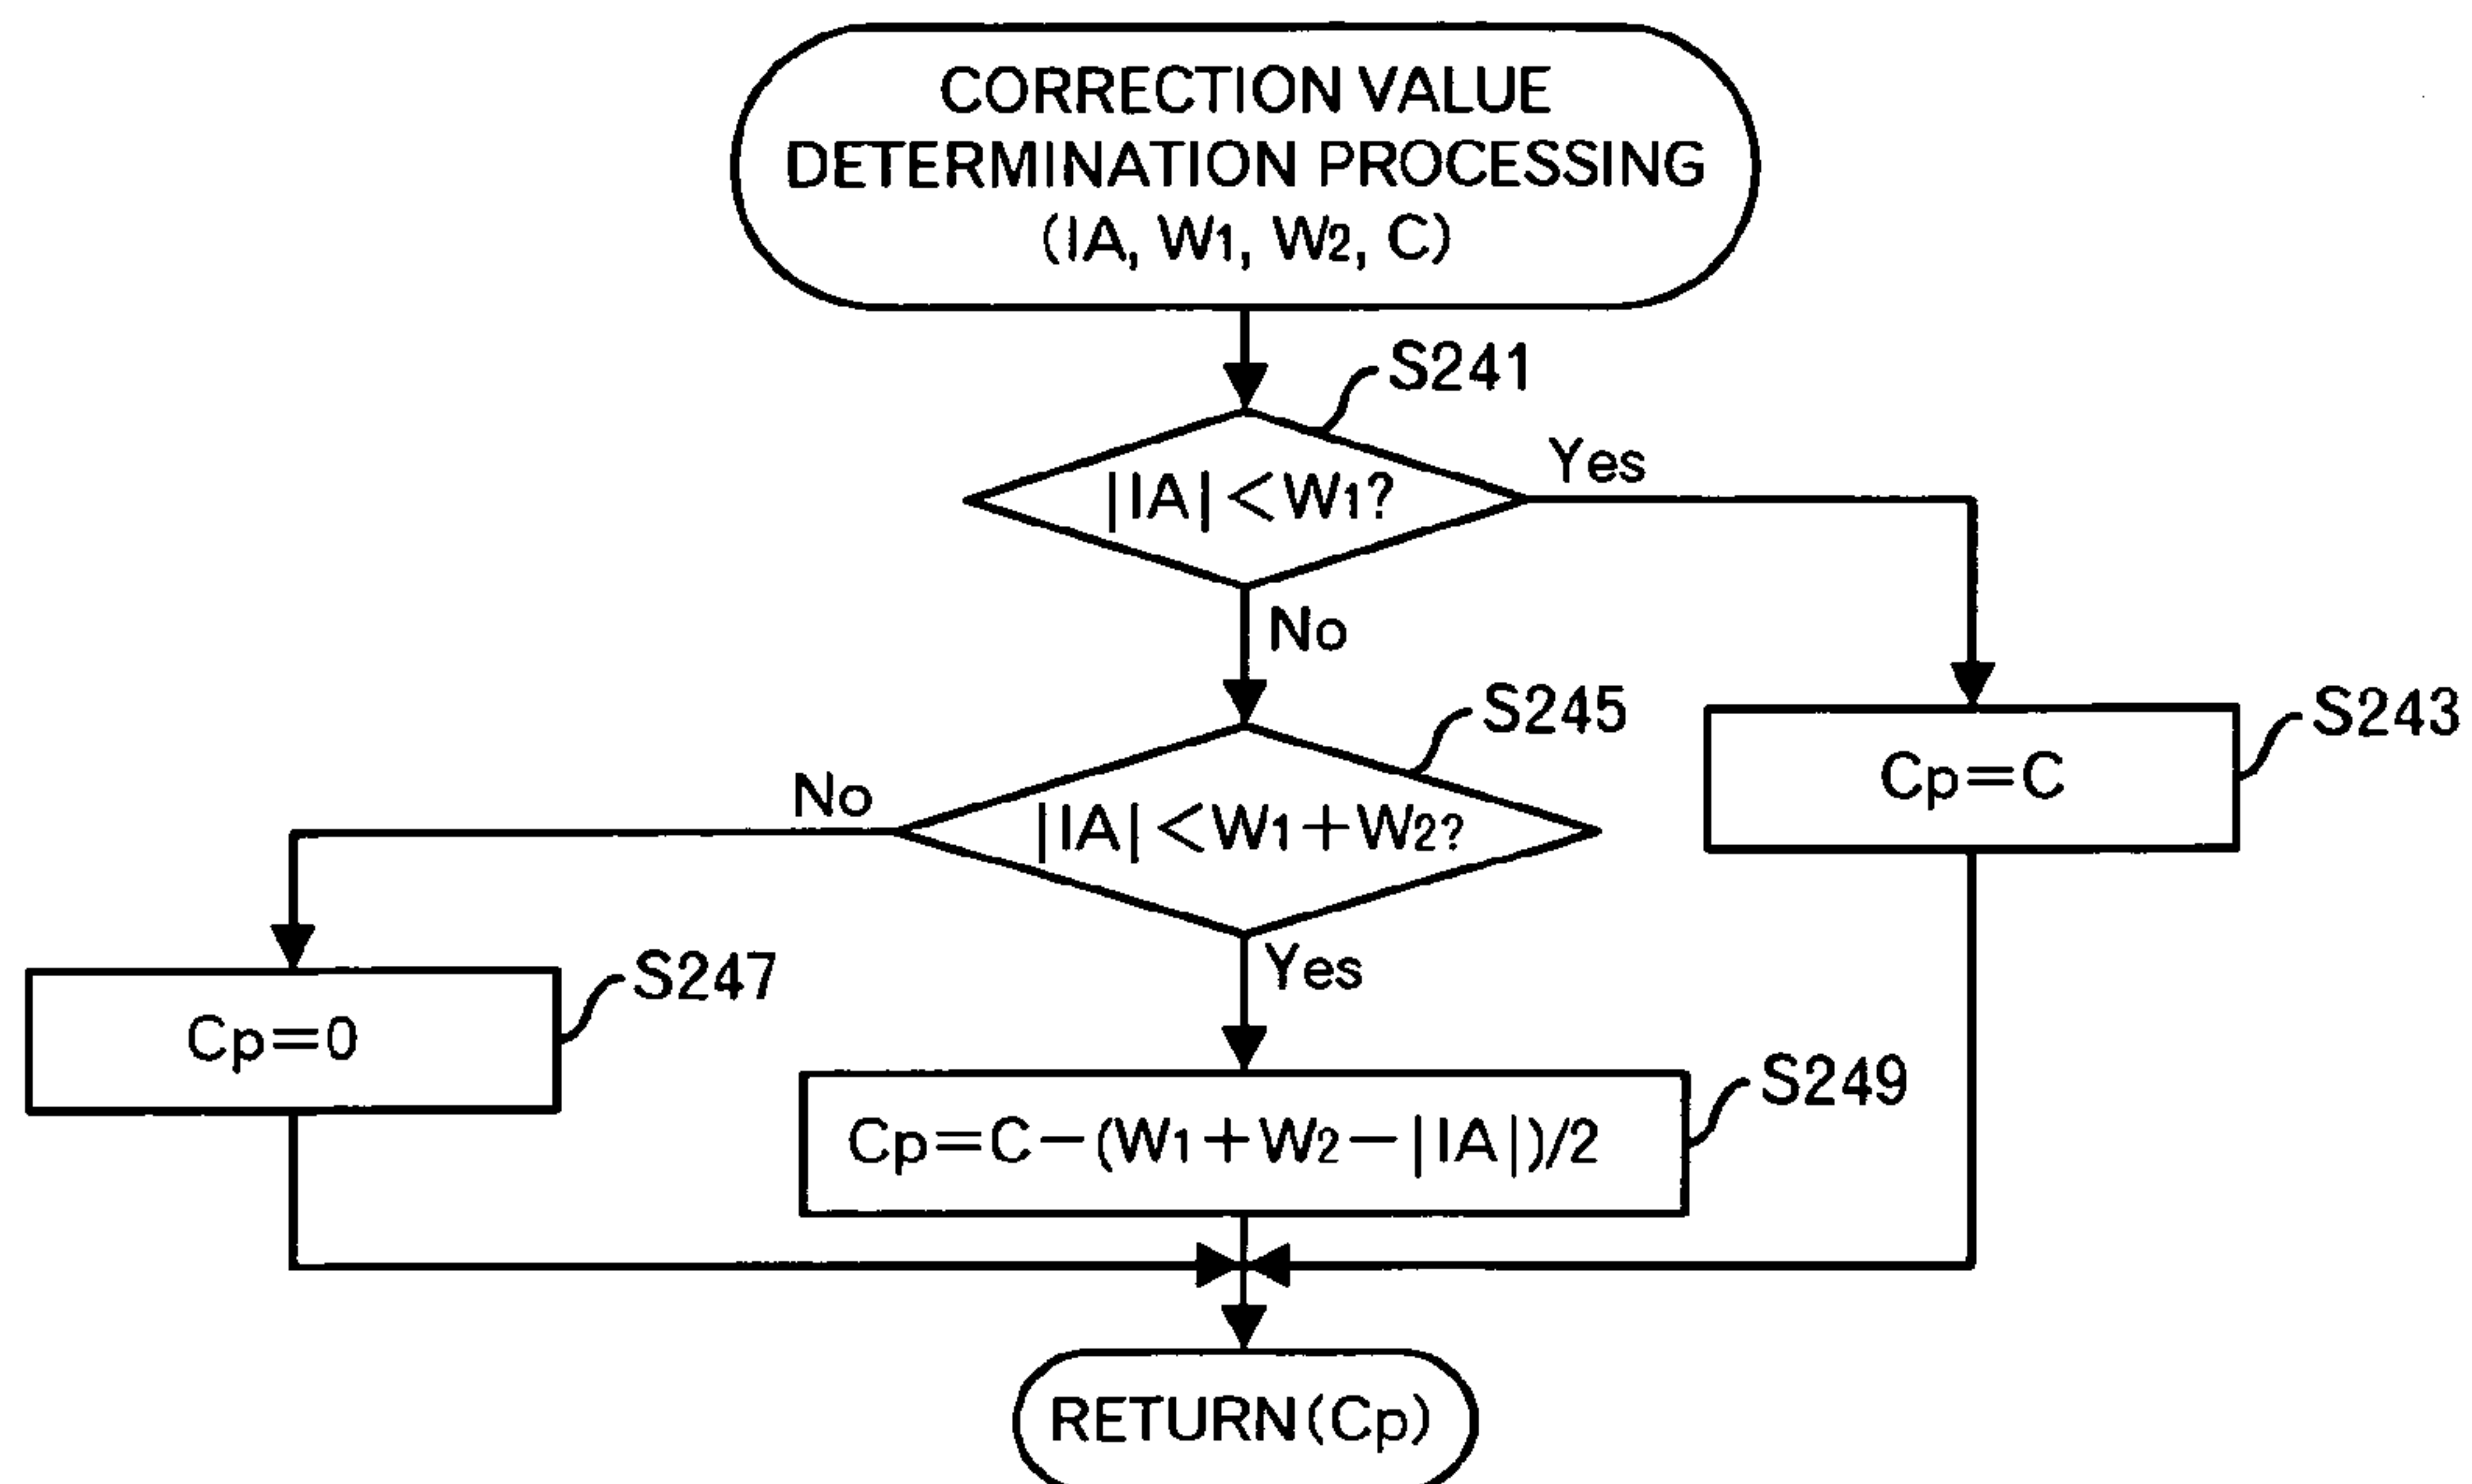 CORRECTION VALUE
DETERMINATION PROCESSING
(IA, W1, W2, C)
S241
|IA|<W1?
Yes
No
S245
S243
|IA|<W1+W2?
No
Cp=C
Yes
S247
Cp=0
S249
Cp=C-(W1+W2-|IA|)/2
RETURN(Cp)